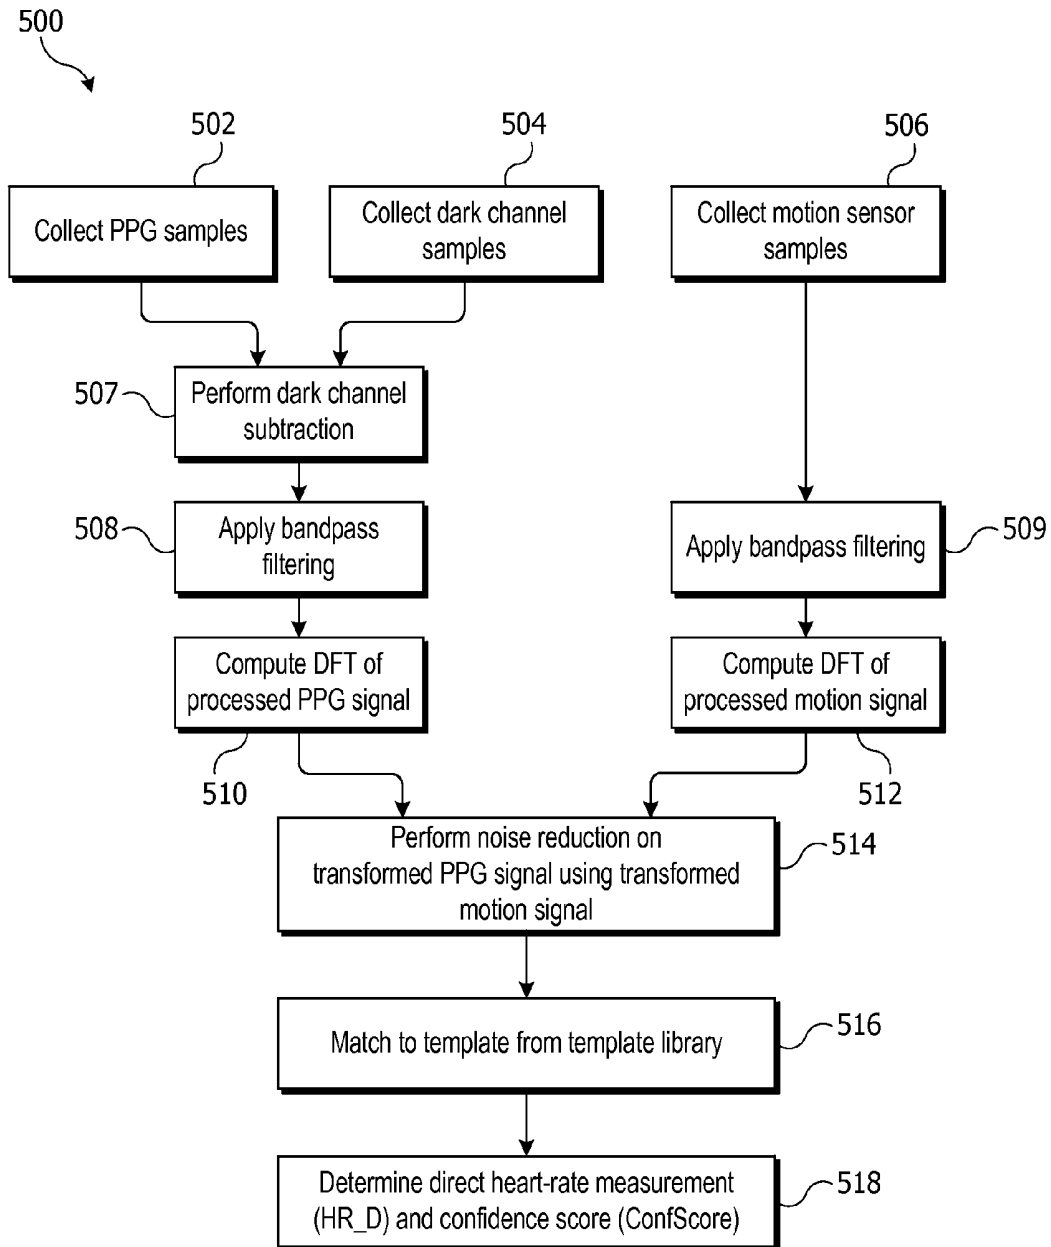 500
502
504
506
Collect PPG samples
Collect dark channel
samples
Collect motion sensor
samples
507
Perform dark channel
subtraction
508
Apply bandpass
filtering
Apply bandpass filtering
509
Compute DFT of
processed PPG signal
Compute DFT of
processed motion signal
510
512
Perform noise reduction on
transformed PPG signal using transformed
motion signal
514
Match to template from template library
516
Determine direct heart-rate measurement
(HR_D) and confidence score (ConfScore)
518